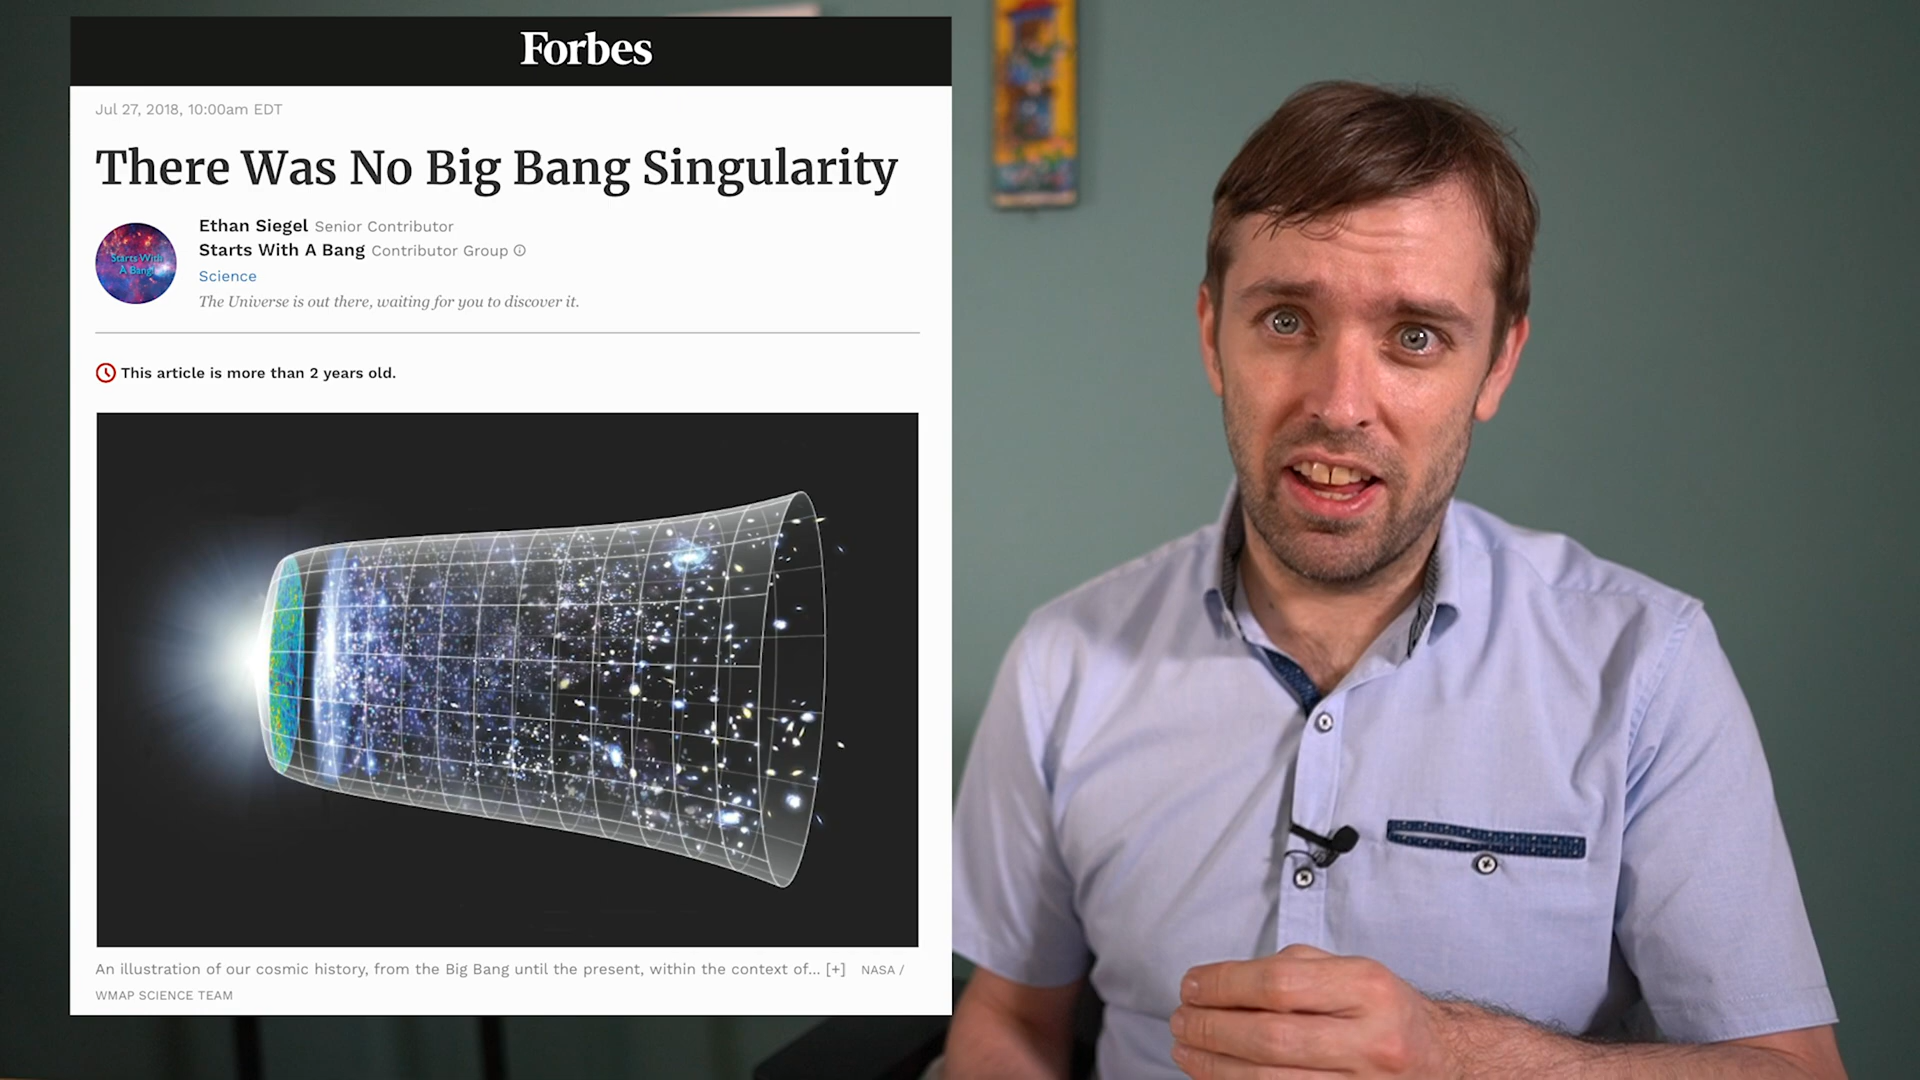 Forbes
Jul 27, 2018, 10:00am EDT
There Was No Big Bang Singularity
Starts With
A Bang!
Ethan Siegel Senior Contributor
Starts With A Bang Contributor Group
Science
The Universe is out there, waiting for you to discover it.
This article is more than 2 years old.
An illustration of our cosmic history, from the Big Bang until the present, within the context of... [+] NASA /
WMAP SCIENCE TEAM